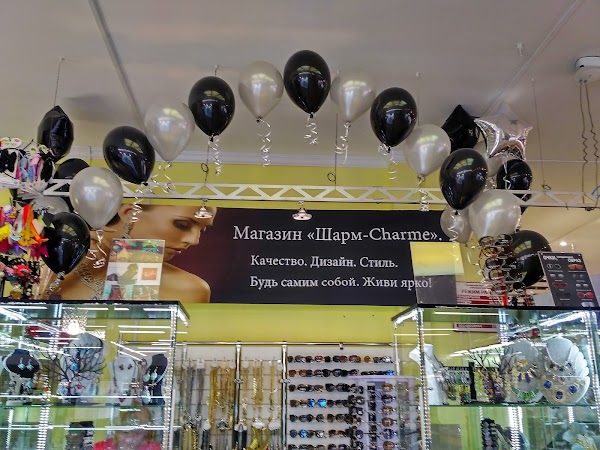 Магазин «Шарм-Charme».
Качество. Дизайн. Стиль.
Будь самим собой. Живи ярко!